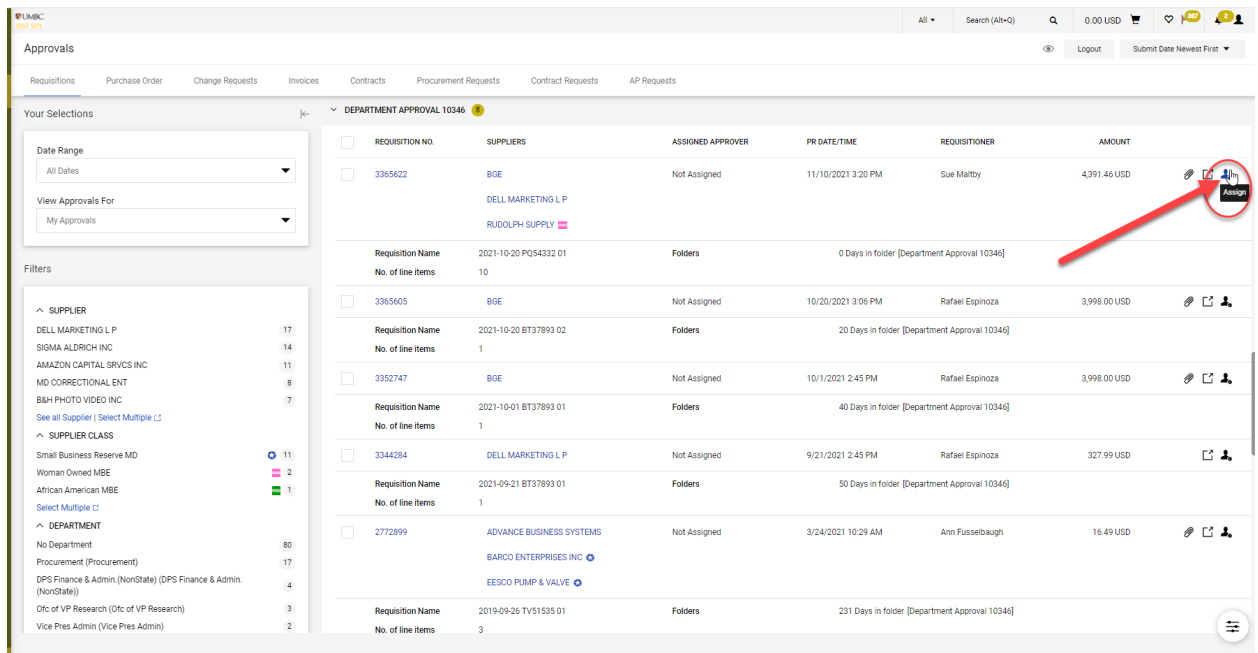 UMBC
TEST SITE
All
Search (Alt+Q)
0.00 USD
2
Approvals
Logout
Submit Date Newest First
Requisitions
Purchase Order
Change Requests
Invoices
Contracts
Procurement Requests
Contract Requests
AP Requests
Your Selections
Date Range
All Dates
View Approvals For
My Approvals
Filters
SUPPLIER
DELL MARKETING L P 17
SIGMA ALDRICH INC 14
AMAZON CAPITAL SRVCS INC 11
MD CORRECTIONAL ENT 8
B&H PHOTO VIDEO INC 7
See all Supplier | Select Multiple
SUPPLIER CLASS
Small Business Reserve MD 11
Woman Owned MBE 2
African American MBE 1
Select Multiple
DEPARTMENT
No Department 80
Procurement (Procurement) 17
DPS Finance & Admin.(NonState) (DPS Finance & Admin.
(NonState)) 4
Ofc of VP Research (Ofc of VP Research) 3
Vice Pres Admin (Vice Pres Admin) 2
DEPARTMENT APPROVAL 10346 8
REQUISITION NO. SUPPLIERS ASSIGNED APPROVER PR DATE/TIME REQUISITIONER AMOUNT
3365622 BGE Not Assigned 11/10/2021 3:20 PM Sue Maltby 4,391.46 USD
Assign
DELL MARKETING L P
RUDOLPH SUPPLY
Requisition Name 2021-10-20 PQ54332 01 Folders 0 Days in folder [Department Approval 10346]
No. of line items 10
3365605 BGE Not Assigned 10/20/2021 3:06 PM Rafael Espinoza 3,998.00 USD
Requisition Name 2021-10-20 BT37893 02 Folders 20 Days in folder [Department Approval 10346]
No. of line items 1
3352747 BGE Not Assigned 10/1/2021 2:45 PM Rafael Espinoza 3,998.00 USD
Requisition Name 2021-10-01 BT37893 01 Folders 40 Days in folder [Department Approval 10346]
No. of line items 1
3344284 DELL MARKETING L P Not Assigned 9/21/2021 2:45 PM Rafael Espinoza 327.99 USD
Requisition Name 2021-09-21 BT37893 01 Folders 50 Days in folder [Department Approval 10346]
No. of line items 1
2772899 ADVANCE BUSINESS SYSTEMS Not Assigned 3/24/2021 10:29 AM Ann Fusselbaugh 16.49 USD
BARCO ENTERPRISES INC
EESCO PUMP & VALVE
Requisition Name 2019-09-26 TV51535 01 Folders 231 Days in folder [Department Approval 10346]
No. of line items 3